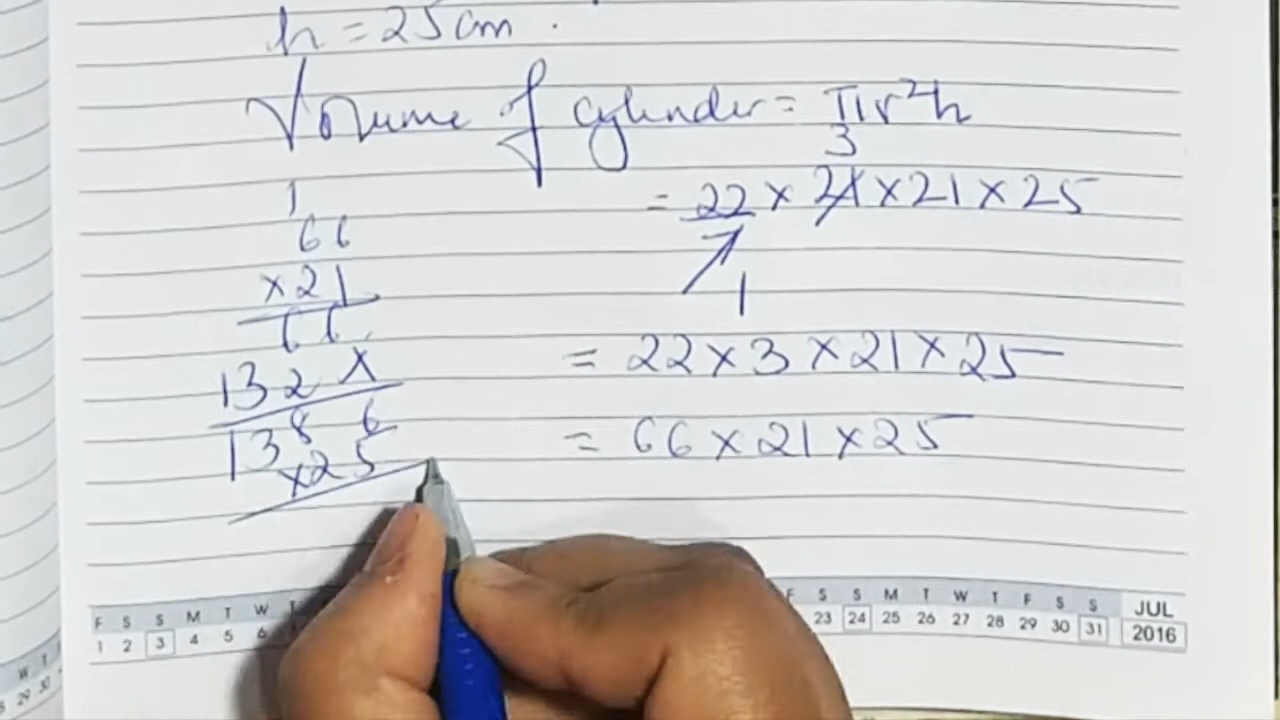 h = 25 cm.
Volume of cylinder = πr²h
3
= 22 × 21 × 21 × 25
1
1
66
×21
66
132×
1386
×25
= 22 × 3 × 21 × 25
= 66 × 21 × 25
F S S M T W T F S S M T W T F S S JUL
1 2 3 4 5 6 23 24 25 26 27 28 29 30 31 2016
W T
29 30